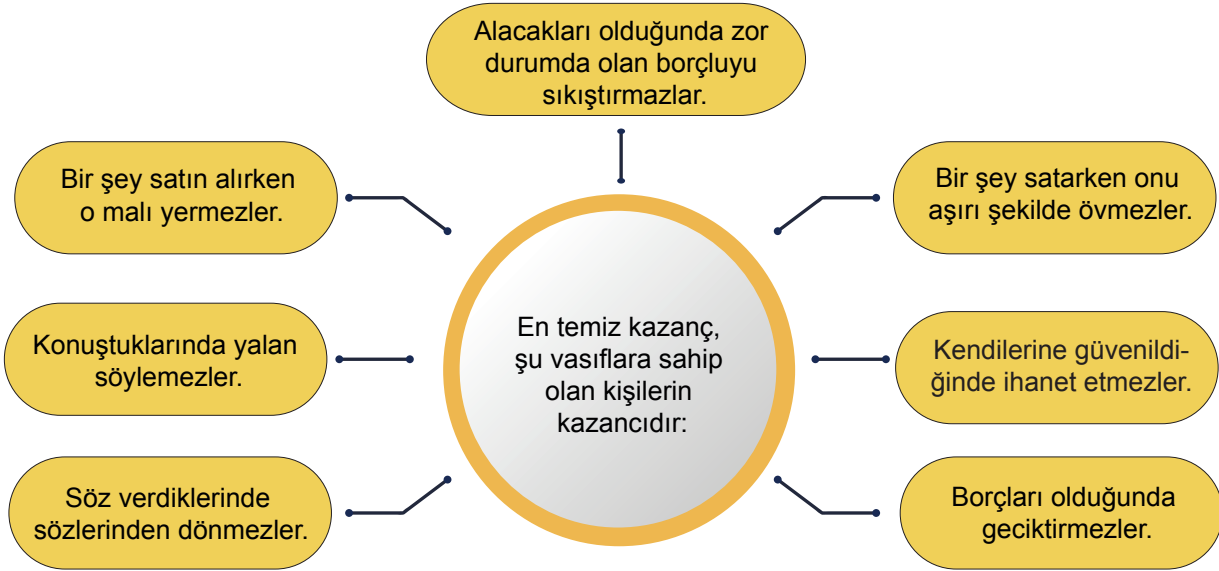 Alacakları olduğunda zor
durumda olan borçluyu
sıkıştırmazlar.
Bir şey satın alırken
o malı yermezler.
Bir şey satarken onu
aşırı şekilde övmezler.
En temiz kazanç,
şu vasıflara sahip
olan kişilerin
kazancıdır:
Konuştuklarında yalan
söylemezler.
Kendilerine güvenildi-
ğinde ihanet etmezler.
Söz verdiklerinde
sözlerinden dönmezler.
Borçları olduğunda
geciktirmezler.